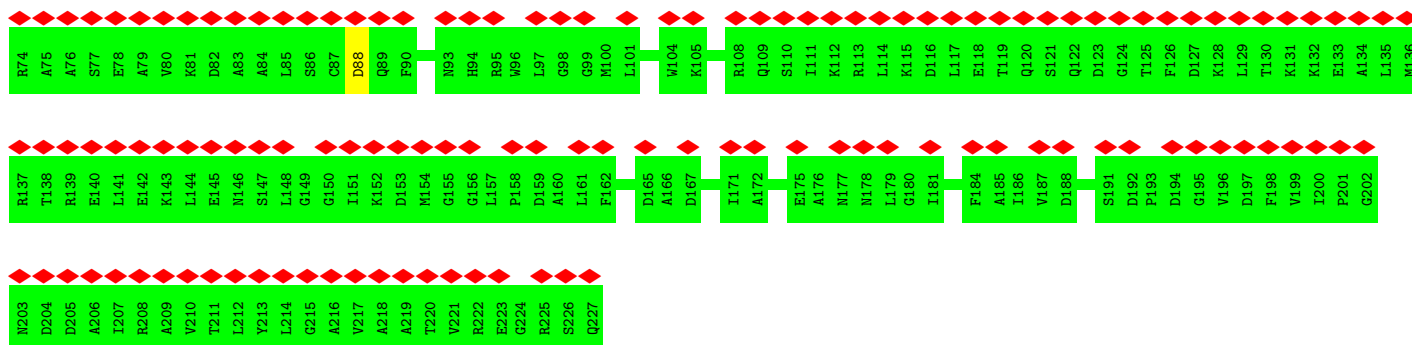 R74 A75 A76 S77 E78 A79 V80 K81 D82 A83 A84 L85 S86 C87 D88 Q89 F90 N93 H94 R95 W96 L97 G98 G99 M100 L101 W104 K105 R108 Q109 S110 I111 K112 R113 L114 K115 D116 L117 E118 T119 Q120 S121 Q122 D123 G124 T125 F126 D127 K128 L129 T130 K131 K132 E133 A134 L135 M136
R137 T138 R139 E140 L141 E142 K143 L144 E145 N146 S147 L148 G149 G150 I151 K152 D153 M154 G155 G156 L157 P158 D159 A160 L161 F162 D165 A166 D167 I171 A172 E175 A176 N177 N178 L179 G180 I181 F184 A185 I186 V187 D188 S191 D192 P193 D194 G195 V196 D197 F198 V199 I200 P201 G202
N203 D204 D205 A206 I207 R208 A209 V210 T211 L212 Y213 L214 G215 A216 V217 A218 A219 T220 V221 R222 E223 G224 R225 S226 Q227